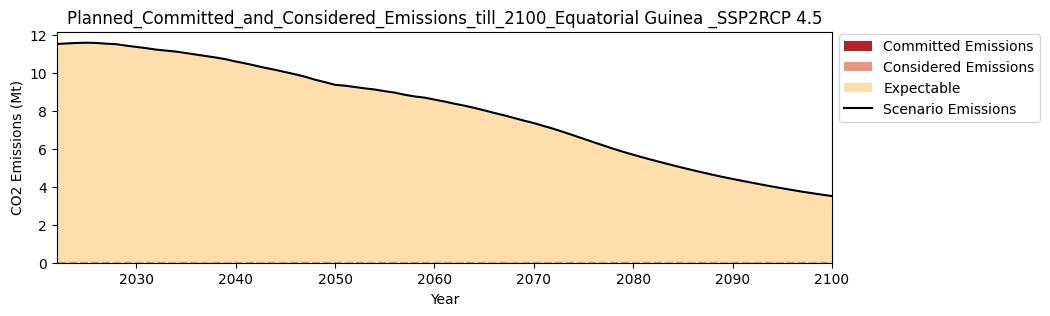 Planned_Committed_and_Considered_Emissions_till_2100_Equatorial Guinea _SSP2RCP 4.5
12
10
8
6
4
2
0
CO2 Emissions (Mt)
2030 2040 2050 2060 2070 2080 2090 2100
Year
Committed Emissions
Considered Emissions
Expectable
Scenario Emissions